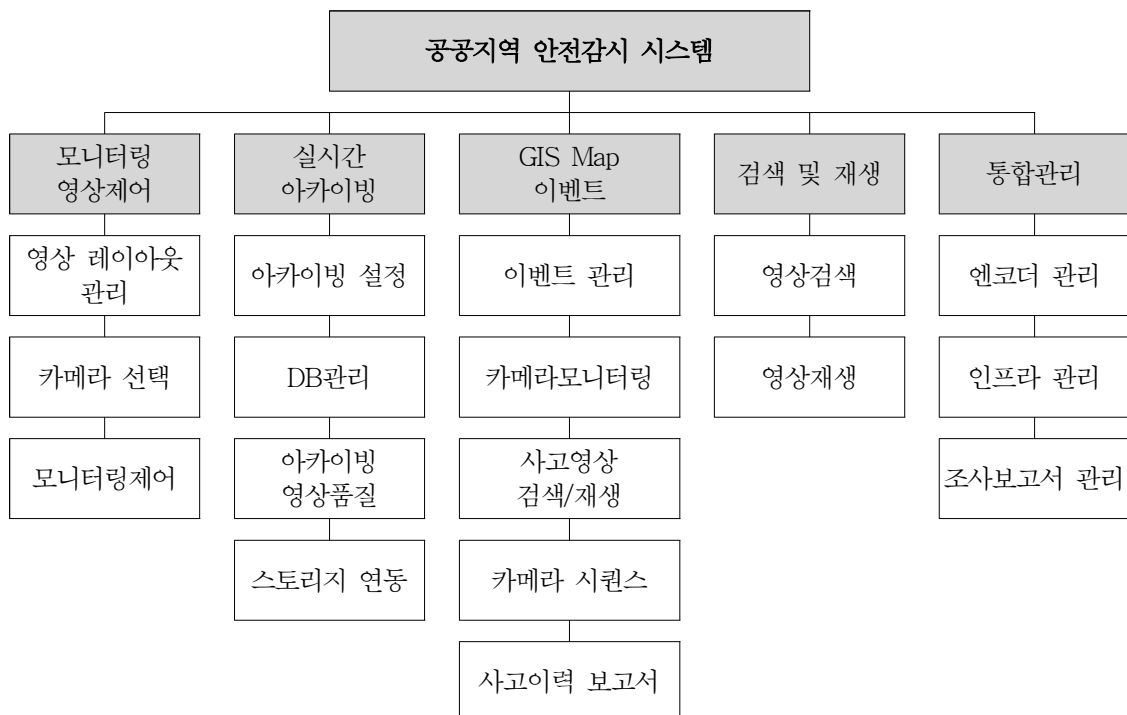 공공지역 안전감시 시스템
모니터링
영상제어
실시간
아카이빙
GIS Map
이벤트
검색 및 재생
통합관리
영상 레이아웃
관리
아카이빙 설정
이벤트 관리
영상검색
엔코더 관리
카메라 선택
DB관리
카메라모니터링
영상재생
인프라 관리
모니터링제어
아카이빙
영상품질
사고영상
검색/재생
조사보고서 관리
스토리지 연동
카메라 시퀀스
사고이력 보고서